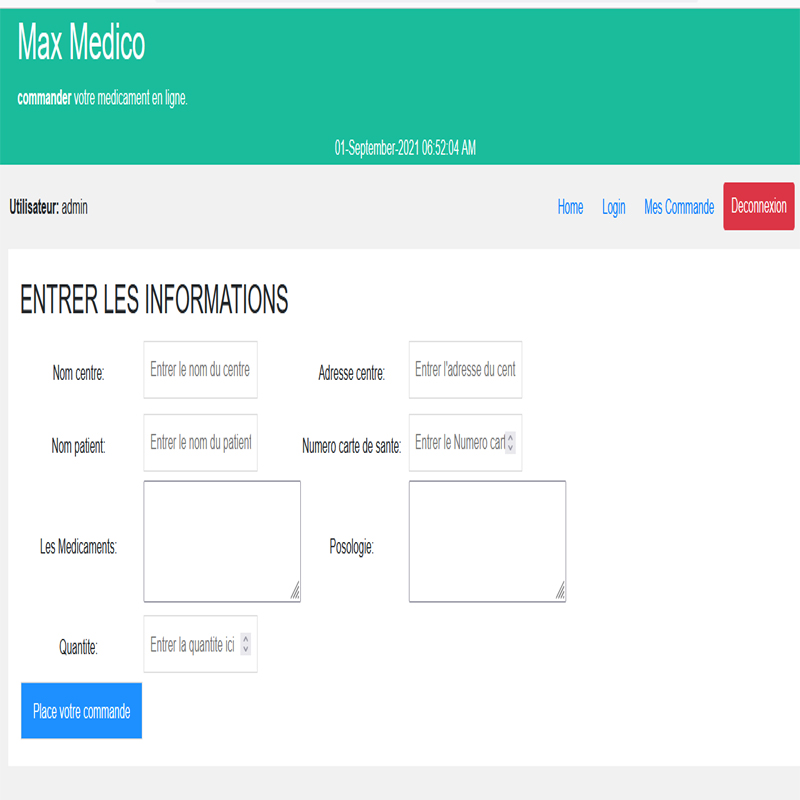 Max Medico
commander votre medicament en ligne.
01-September-2021 06:52:04 AM
Utilisateur: admin Home Login Mes Commande Deconnexion
ENTRER LES INFORMATIONS
Nom centre: Entrer le nom du centre Adresse centre: Entrer l'adresse du cent
Nom patient: Entrer le nom du patient Numero carte de sante: Entrer le Numero cart
Les Medicaments: Posologie:
Quantite: Entrer la quantite ici
Place votre commande